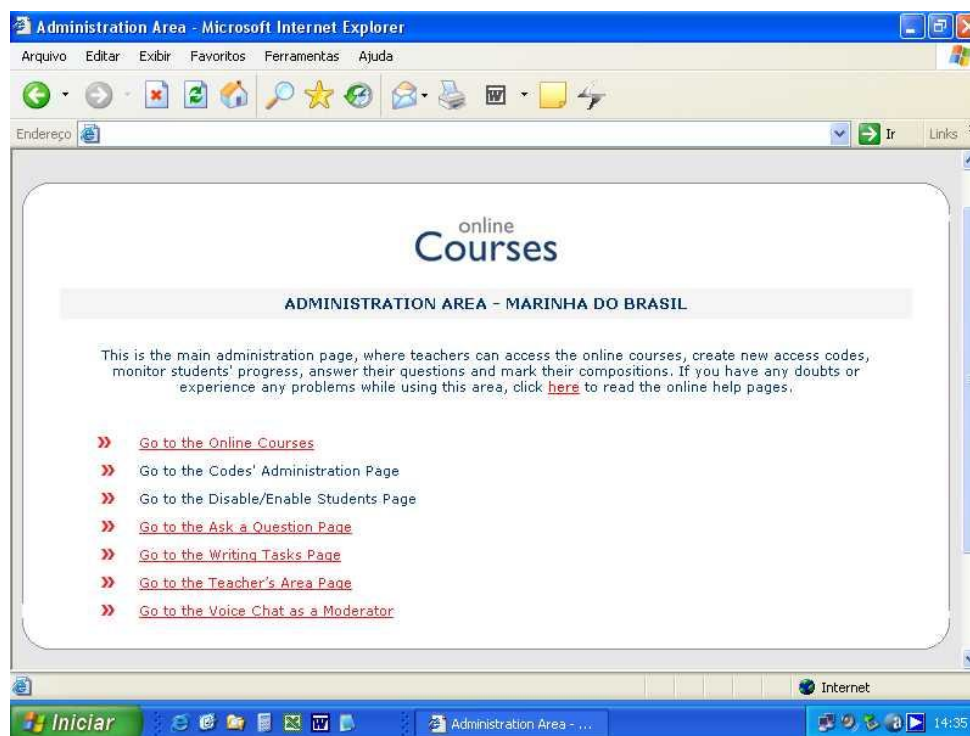 Administration Area - Microsoft Internet Explorer
Arquivo Editar Exibir Favoritos Ferramentas Ajuda
Endereço Ir Links
online
Courses
ADMINISTRATION AREA - MARINHA DO BRASIL
This is the main administration page, where teachers can access the online courses, create new access codes,
monitor students' progress, answer their questions and mark their compositions. If you have any doubts or
experience any problems while using this area, click here to read the online help pages.
Go to the Online Courses
Go to the Codes' Administration Page
Go to the Disable/Enable Students Page
Go to the Ask a Question Page
Go to the Writing Tasks Page
Go to the Teacher's Area Page
Go to the Voice Chat as a Moderator
Internet
Iniciar Administration Area - ... 14:35